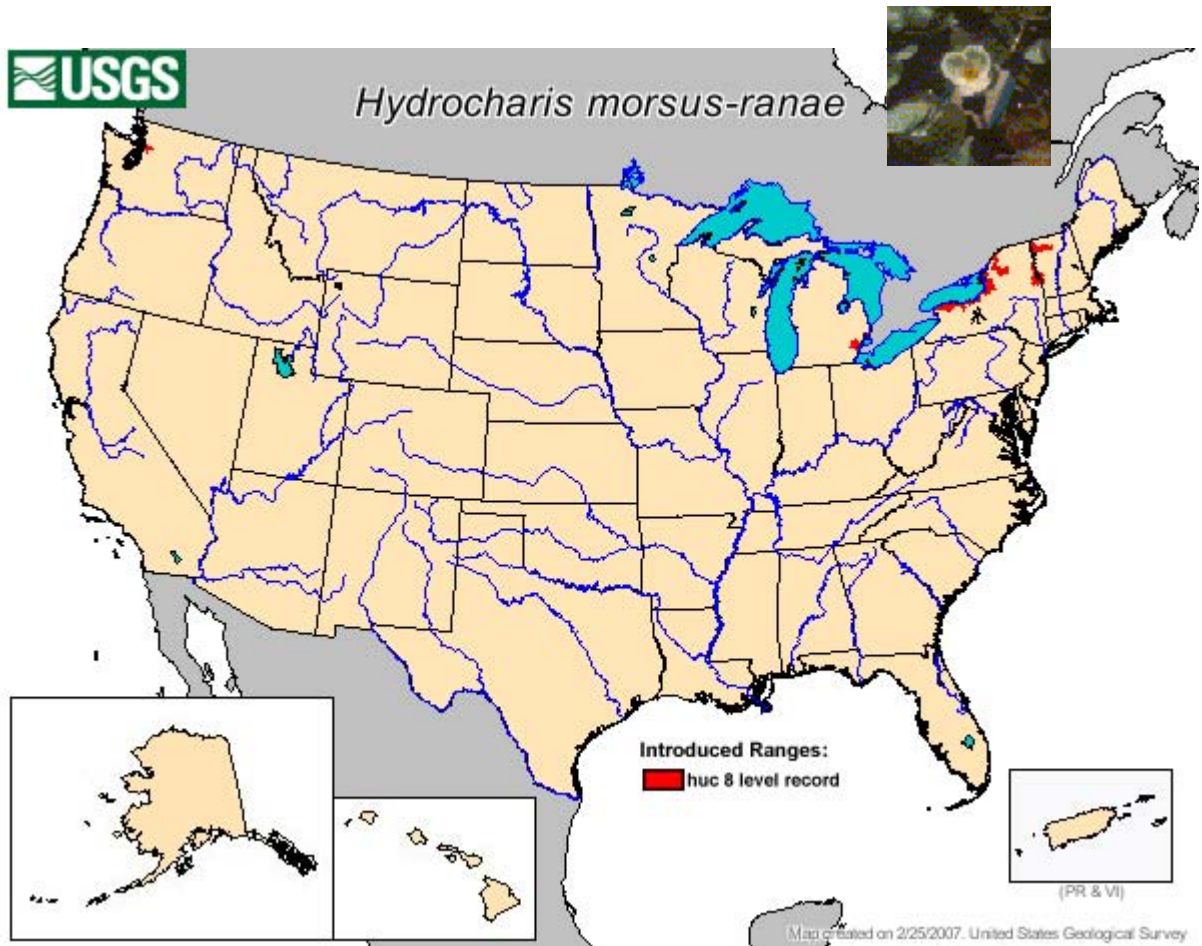 USGS
Hydrocharis morsus-ranae
Introduced Ranges:
huc 8 level record
(PR & VI)
Map created on 2/25/2007. United States Geological Survey